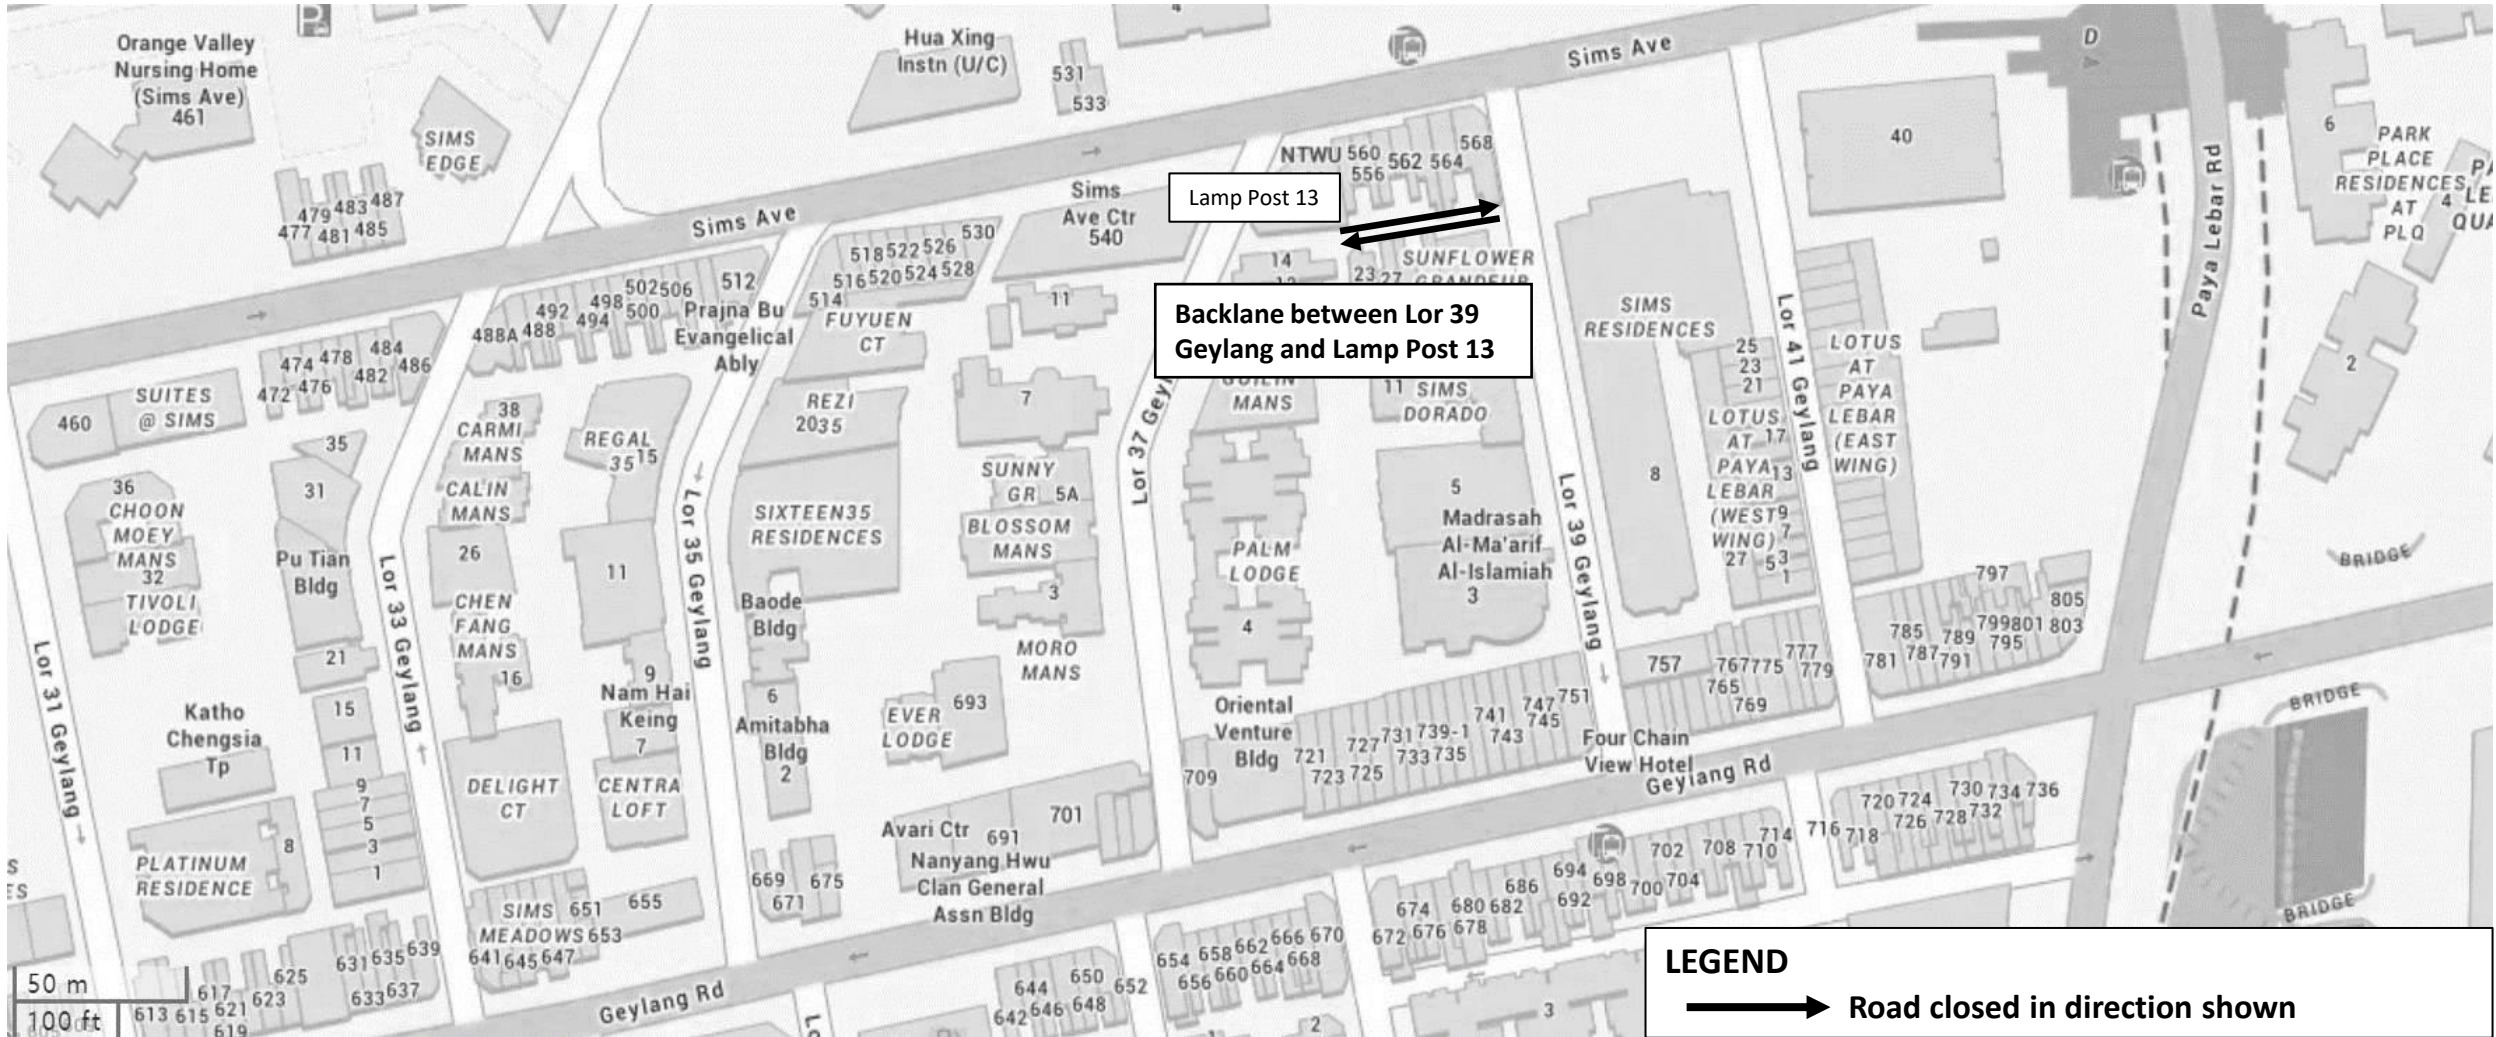 Orange Valley
Nursing Home
(Sims Ave)
461
SIMS
EDGE
Hua Xing
Instn (U/C)
531
533
4
Sims Ave
D
40
6
PARK
PLACE
RESIDENCES
AT
PLQ
4
Paya Lebar Rd
479 483 487
477 481 485
Sims Ave
Sims
Ave Ctr
540
Lamp Post 13
NTWU 560 562 564 568
556
14
23 27
SUNFLOWER
Backlane between Lor 39
Geylang and Lamp Post 13
518 522 526 530
516 520 524 528
514
FUYUEN
CT
11
502 506 512
492 498 500
488A 488 494
Prajna Bu
Evangelical
Ably
474 478 484
472 476 482 486
460
SUITES
@ SIMS
35
31
36
CHOON
MOEY
MANS
32
TIVOLI
LODGE
Pu Tian
Bldg
21
38
CARMI
MANS
CALIN
MANS
26
CHEN
FANG
MANS
16
REGAL
35 15
11
REZI
2035
SIXTEEN35
RESIDENCES
7
SUNNY
GR 5A
BLOSSOM
MANS
3
MORO
MANS
MANS
11
SIMS
DORADO
PALM
LODGE
4
5
Madrasah
Al-Ma'arif
Al-Islamiah
3
SIMS
RESIDENCES
8
25
23
21
LOTUS
AT 17
PAYA 13
LEBAR
(WEST 9
WING) 7
27 5 3
1
Lor 41 Geylang
LOTUS
AT
PAYA
LEBAR
(EAST
WING)
2
BRIDGE
Lor 31 Geylang
Lor 33 Geylang
Lor 35 Geylang
Lor 37
Lor 39 Geylang
Baode
Bldg
6
Amitabha
Bldg
2
9
Nam Hai
Keing
7
CENTRA
LOFT
DELIGHT
CT
Katho
Chengsia
Tp
15
11
9
7
5
3
1
PLATINUM
RESIDENCE
8
EVER
LODGE
693
Avari Ctr 691
701
Nanyang Hwu
Clan General
Assn Bldg
709
Oriental
Venture
Bldg
721 727 731 739-1 741 747 751
723 725 733 735 743 745
Four Chain
View Hotel
757 767 775 777
765 779
769
797
785 789 799 801 805
781 787 791 795 803
Geylang Rd
BRIDGE
BRIDGE
720 724 730 734 736
716 718 726 728 732
694 702 708 714
686 698 704 710
674 680 682 692 700
672 676 678
669 675
671
SIMS 651 655
MEADOWS 653
641 645 647
625 631 635 639
617 621 623 633 637
613 615 619
Geylang Rd
644 650 652
642 646 648
654 658 662 666 670
656 660 664 668
2
3
50 m
100 ft
LEGEND
Road closed in direction shown